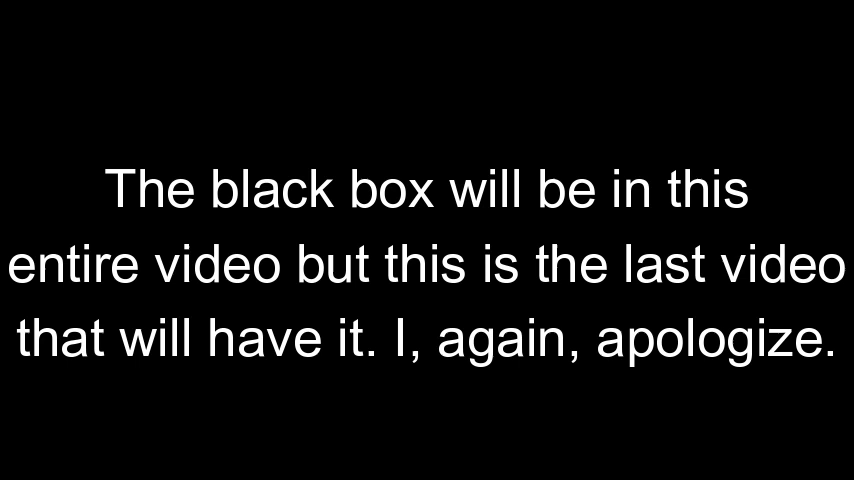 The black box will be in this
entire video but this is the last video
that will have it. I, again, apologize.